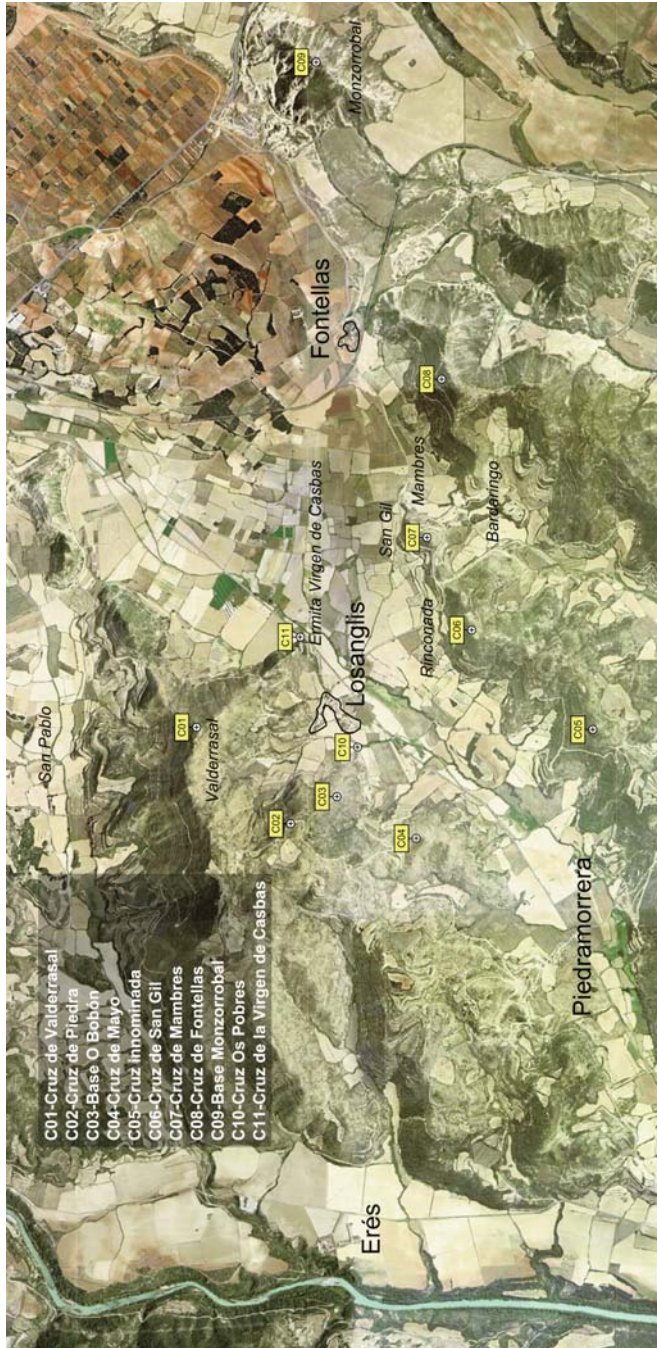 C01-Cruz de Valderrasal
C02-Cruz de Piedra
C03-Base O Bobón
C04-Cruz de Mayo
C05-Cruz Innominada
C06-Cruz de San Gil
C07-Cruz de Mambres
C08-Cruz de Fontellas
C09-Base Monzorrobal
C10-Cruz Os Pobres
C11-Cruz de la Virgen de Casbas
San Pablo
C01
Valderrasal
C02
C03
C10
C04
C11
Ermita Virgen de Casbas
Losanglis
Fontellas
C09
Monzorrobal
San Gil
C07
Mambres
C08
Rinconada
C06
Bardaringo
C05
Erés
Piedramorrera